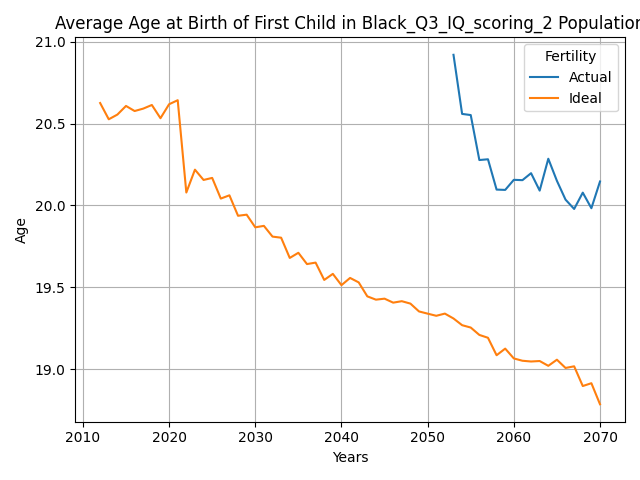 Average Age at Birth of First Child in Black_Q3_IQ_scoring_2 Population
21.0
20.5
20.0
19.5
19.0
Age
Fertility
Actual
Ideal
2010 2020 2030 2040 2050 2060 2070
Years